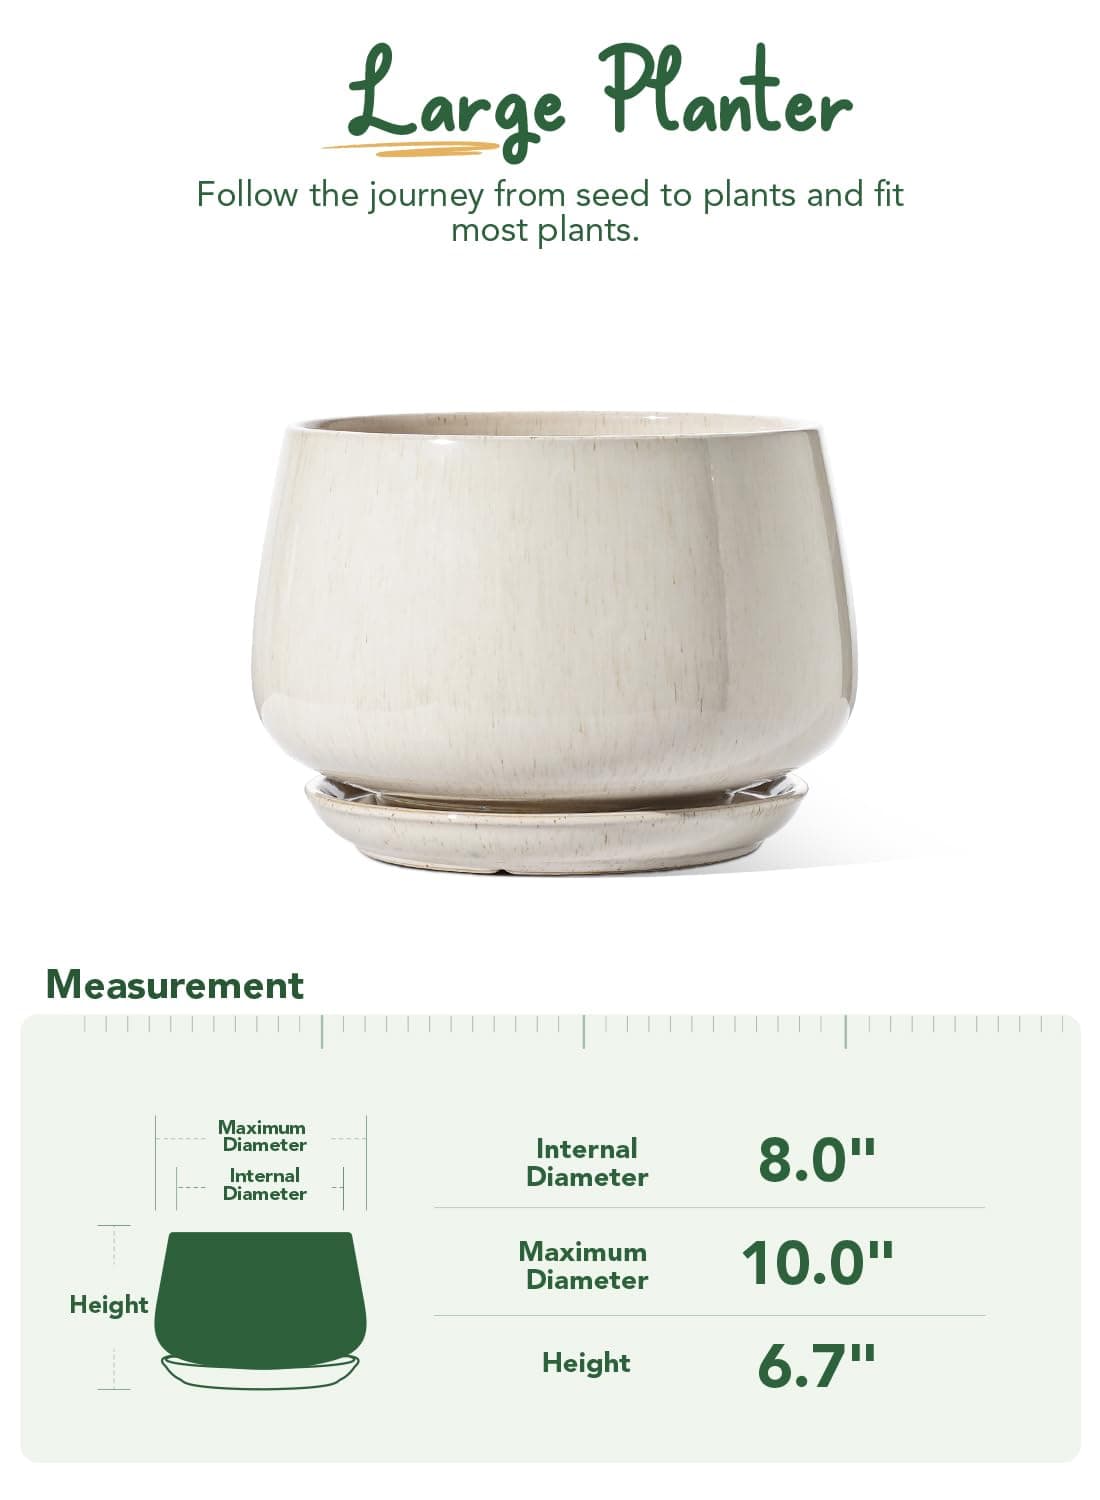 Large Planter
Follow the journey from seed to plants and fit
most plants.
Measurement
Maximum
Diameter
Internal
Diameter
Height
Internal
Diameter
8.0"
Maximum
Diameter
10.0"
Height
6.7"